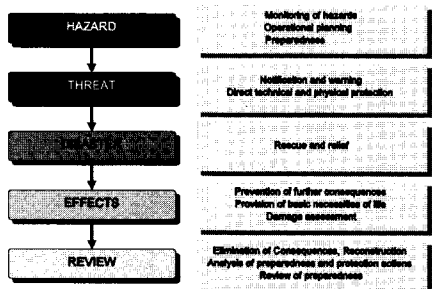 HAZARD
Monitoring of hazards
Operational planning
Preparedness
THREAT
Notification and warning
Direct technical and physical protection
Rescue and relief
EFFECTS
Prevention of further consequences
Provision of basic necessities of life
Damage assessment
REVIEW
Elimination of Consequences, Reconstruction
Analysis of preparedness and protection actions
Review of preparedness